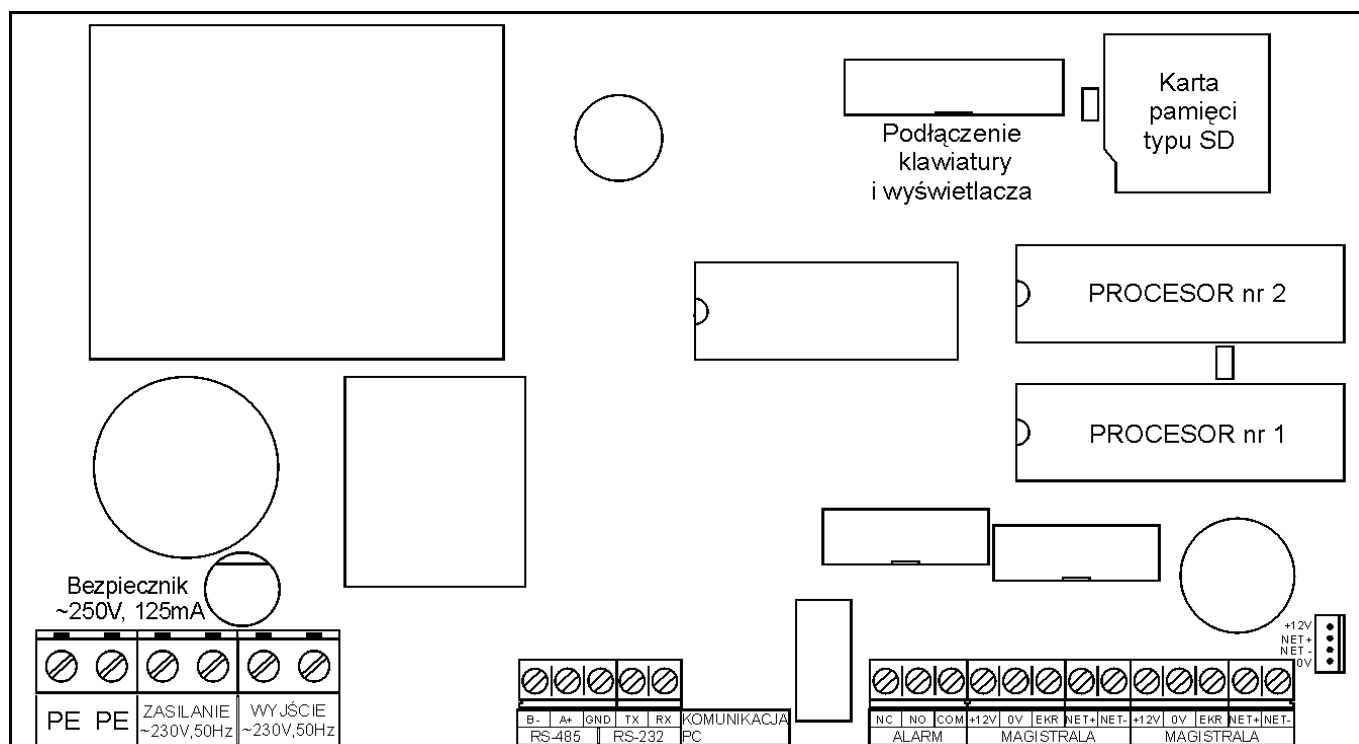 Karta
pamięci
typu SD
Podłączenie
klawiatury
i wyświetlacza
PROCESOR nr 2
PROCESOR nr 1
Bezpiecznik
~250V, 125mA
+12V
NET+
NET -
0V
PE PE
ZASILANIE
~230V,50Hz
WYJŚCIE
~230V,50Hz
B- A+ GND TX RX
RS-485 RS-232
KOMUNIKACJA
PC
NC NO COM +12V 0V EKR NET+ NET- +12V 0V EKR NET+ NET-
ALARM MAGISTRALA MAGISTRALA